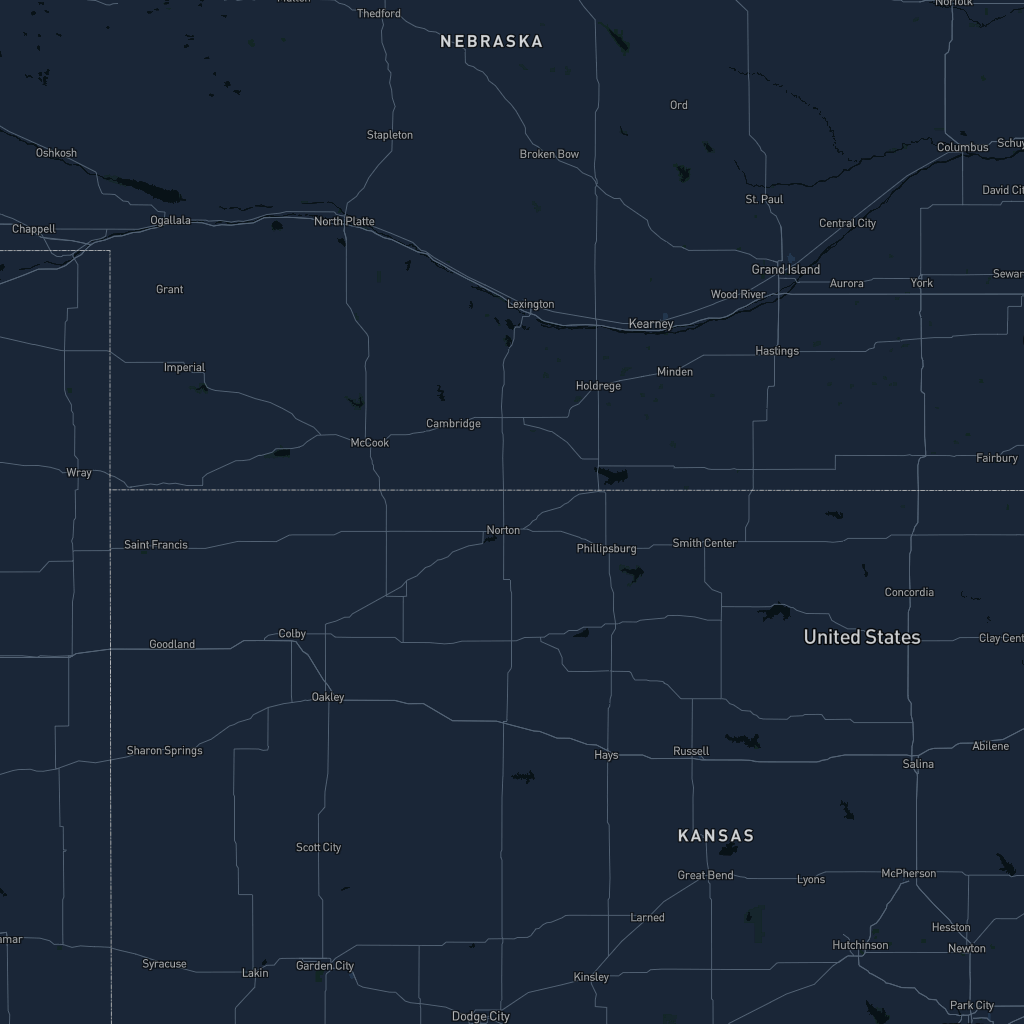 Thedford
Norfolk
NEBRASKA
Ord
Stapleton
Broken Bow
Oshkosh
Columbus
Schuy
David Cit
St. Paul
Ogallala
North Platte
Central City
Chappell
Grand Island
Sewar
Grant
Aurora
York
Wood River
Lexington
Kearney
Hastings
Imperial
Minden
Holdrege
Cambridge
McCook
Fairbury
Wray
Norton
Saint Francis
Phillipsburg
Smith Center
Concordia
Colby
United States
Clay Cent
Goodland
Oakley
Sharon Springs
Hays
Russell
Abilene
Salina
KANSAS
Scott City
Great Bend
Lyons
McPherson
Larned
Hesston
amar
Hutchinson
Newton
Syracuse
Lakin
Garden City
Kinsley
Park City
Dodge City